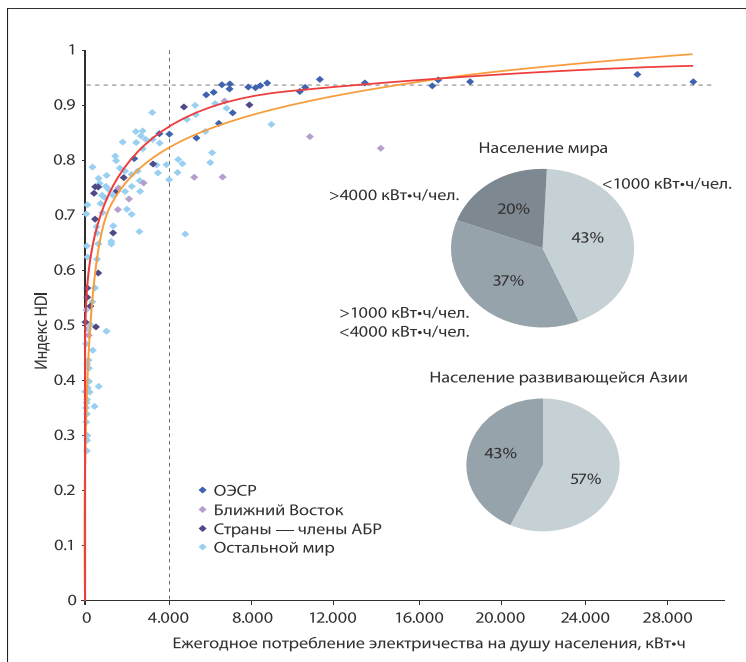 1
0.9
0.8
0.7
0.6
0.5
0.4
0.3
0.2
0.1
0
Индекс HDI
Население мира
>4000 кВт•ч/чел.
<1000 кВт•ч/чел.
20%
43%
37%
>1000 кВт•ч/чел.
<4000 кВт•ч/чел.
Население развивающейся Азии
43%
57%
ОЭСР
Ближний Восток
Страны — члены АБР
Остальной мир
0 4.000 8.000 12.000 16.000 20.000 24.000 28.000
Ежегодное потребление электричества на душу населения, кВт•ч